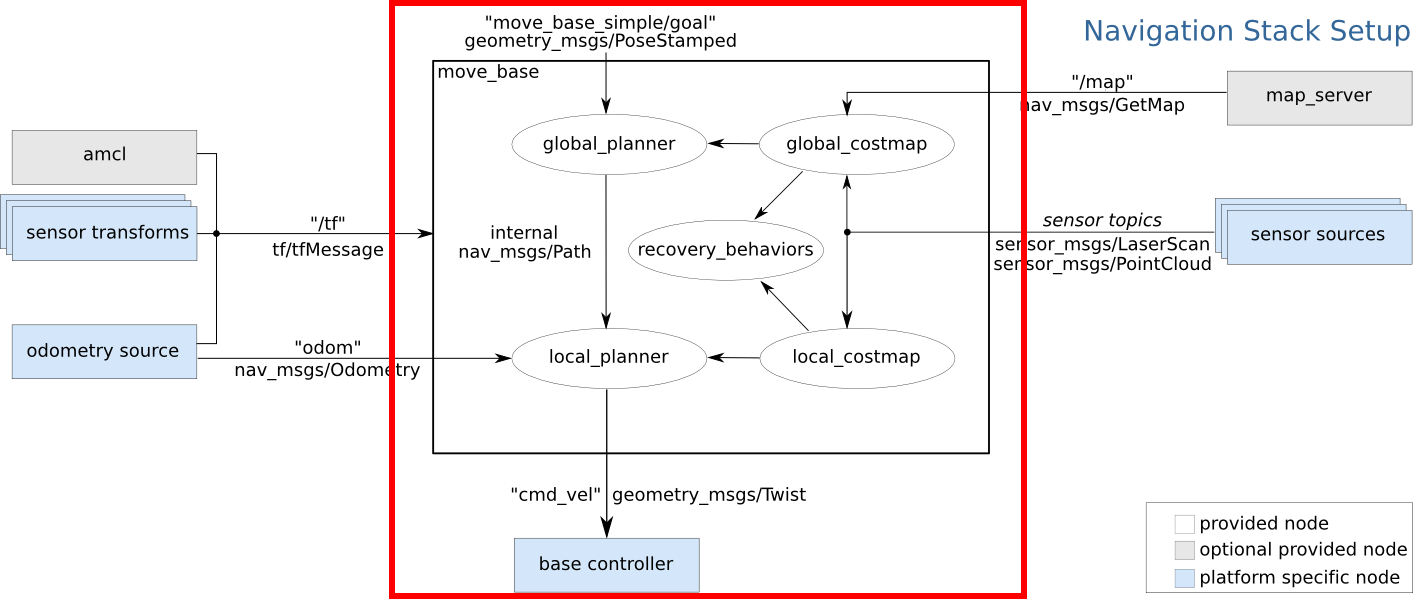 Navigation Stack Setup
"move_base_simple/goal"
geometry_msgs/PoseStamped
move_base
"/map"
nav_msgs/GetMap
map_server
amcl
global_planner
global_costmap
sensor transforms
"/tf"
tf/tfMessage
internal
nav_msgs/Path
recovery_behaviors
sensor topics
sensor_msgs/LaserScan
sensor_msgs/PointCloud
sensor sources
odometry source
"odom"
nav_msgs/Odometry
local_planner
local_costmap
"cmd_vel"
geometry_msgs/Twist
base controller
provided node
optional provided node
platform specific node